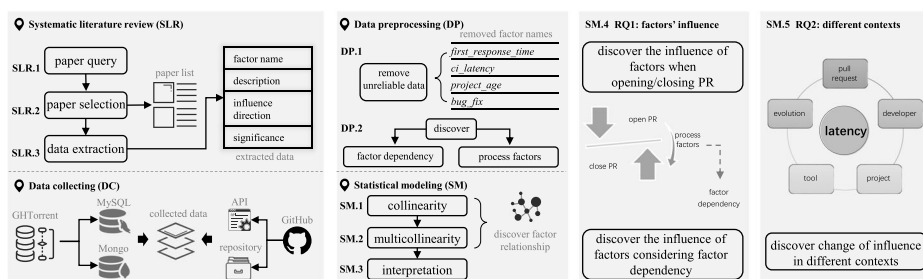 Systematic literature review (SLR)
SLR.1
paper query
SLR.2
paper selection
SLR.3
data extraction
paper list
factor name
description
influence
direction
significance
extracted data
Data collecting (DC)
GHTorrent
MySQL
Mongo
collected data
API
repository
GitHub
Data preprocessing (DP)
removed factor names
DP.1
remove
unreliable data
first_response_time
ci_latency
project_age
bug_fix
DP.2
discover
factor dependency
process factors
Statistical modeling (SM)
SM.1
collinearity
SM.2
multicollinearity
SM.3
interpretation
discover factor
relationship
SM.4 RQ1: factors' influence
discover the influence of
factors when
opening/closing PR
open PR
close PR
process
factors
factor
dependency
discover the influence of
factors considering factor
dependency
SM.5 RQ2: different contexts
pull
request
evolution
developer
latency
tool
project
discover change of influence
in different contexts